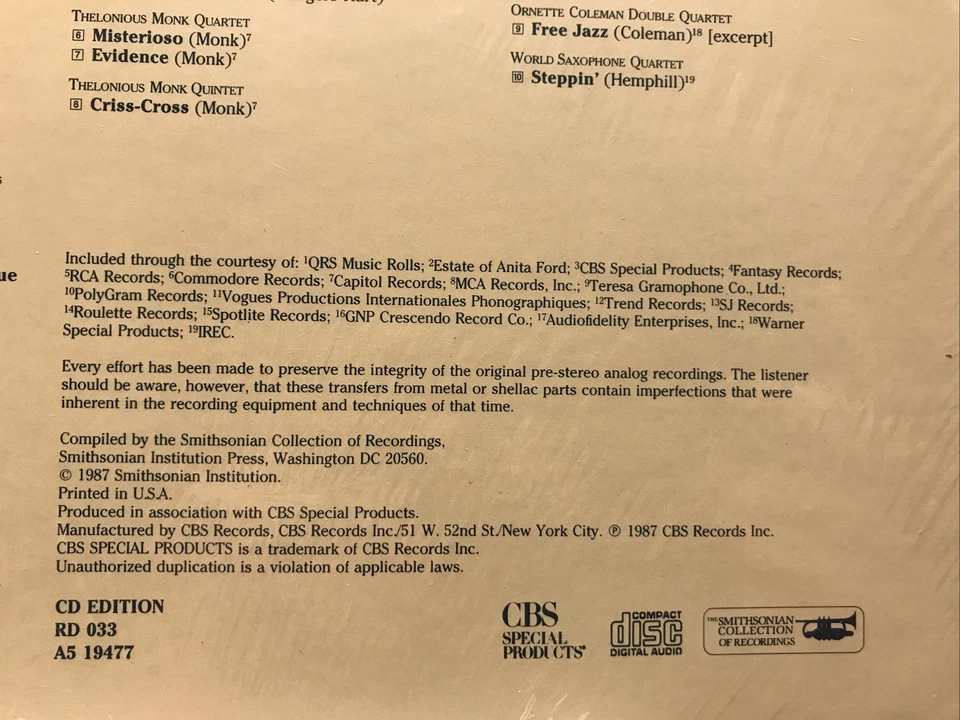 THELONIOUS MONK QUARTET
6 Misterioso (Monk)⁷
7 Evidence (Monk)⁷
THELONIOUS MONK QUINTET
8 Criss-Cross (Monk)⁷
ORNETTE COLEMAN DOUBLE QUARTET
9 Free Jazz (Coleman)¹⁸ [excerpt]
WORLD SAXOPHONE QUARTET
10 Steppin' (Hemphill)¹⁹
ue
Included through the courtesy of: ¹QRS Music Rolls; ²Estate of Anita Ford; ³CBS Special Products; ⁴Fantasy Records;
⁵RCA Records; ⁶Commodore Records; ⁷Capitol Records; ⁸MCA Records, Inc.; ⁹Teresa Gramophone Co., Ltd.;
¹⁰PolyGram Records; ¹¹Vogues Productions Internationales Phonographiques; ¹²Trend Records; ¹³SJ Records;
¹⁴Roulette Records; ¹⁵Spotlite Records; ¹⁶GNP Crescendo Record Co.; ¹⁷Audiofidelity Enterprises, Inc.; ¹⁸Warner
Special Products; ¹⁹IREC.
Every effort has been made to preserve the integrity of the original pre-stereo analog recordings. The listener
should be aware, however, that these transfers from metal or shellac parts contain imperfections that were
inherent in the recording equipment and techniques of that time.
Compiled by the Smithsonian Collection of Recordings,
Smithsonian Institution Press, Washington DC 20560.
© 1987 Smithsonian Institution.
Printed in U.S.A.
Produced in association with CBS Special Products.
Manufactured by CBS Records, CBS Records Inc./51 W. 52nd St./New York City. ℗ 1987 CBS Records Inc.
CBS SPECIAL PRODUCTS is a trademark of CBS Records Inc.
Unauthorized duplication is a violation of applicable laws.
CD EDITION
RD 033
A5 19477
CBS
SPECIAL
PRODUCTS
COMPACT
disc
DIGITAL AUDIO
THE SMITHSONIAN
COLLECTION
OF RECORDINGS